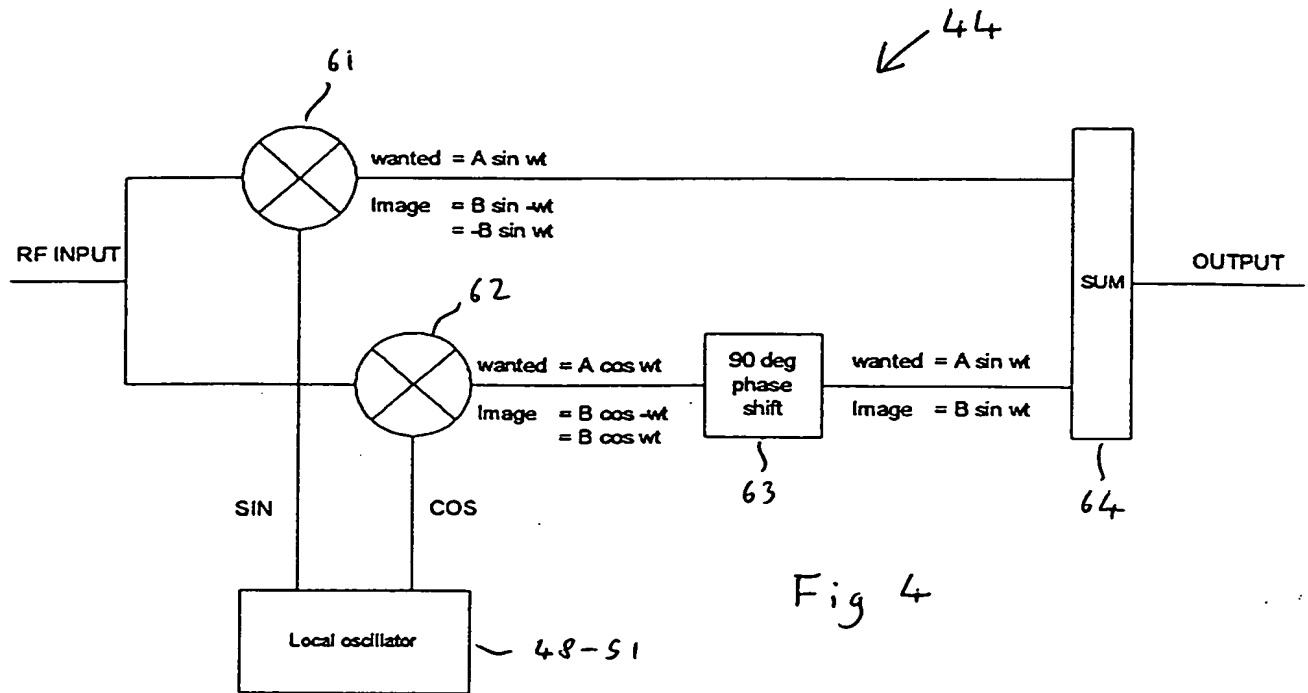 44
61
wanted = A sin wt
Image = B sin -wt
= -B sin wt
RF INPUT
62
SUM
OUTPUT
wanted = A cos wt
Image = B cos -wt
= B cos wt
90 deg
phase
shift
wanted = A sin wt
Image = B sin wt
63
64
SIN
COS
Fig 4
Local oscillator
48-51